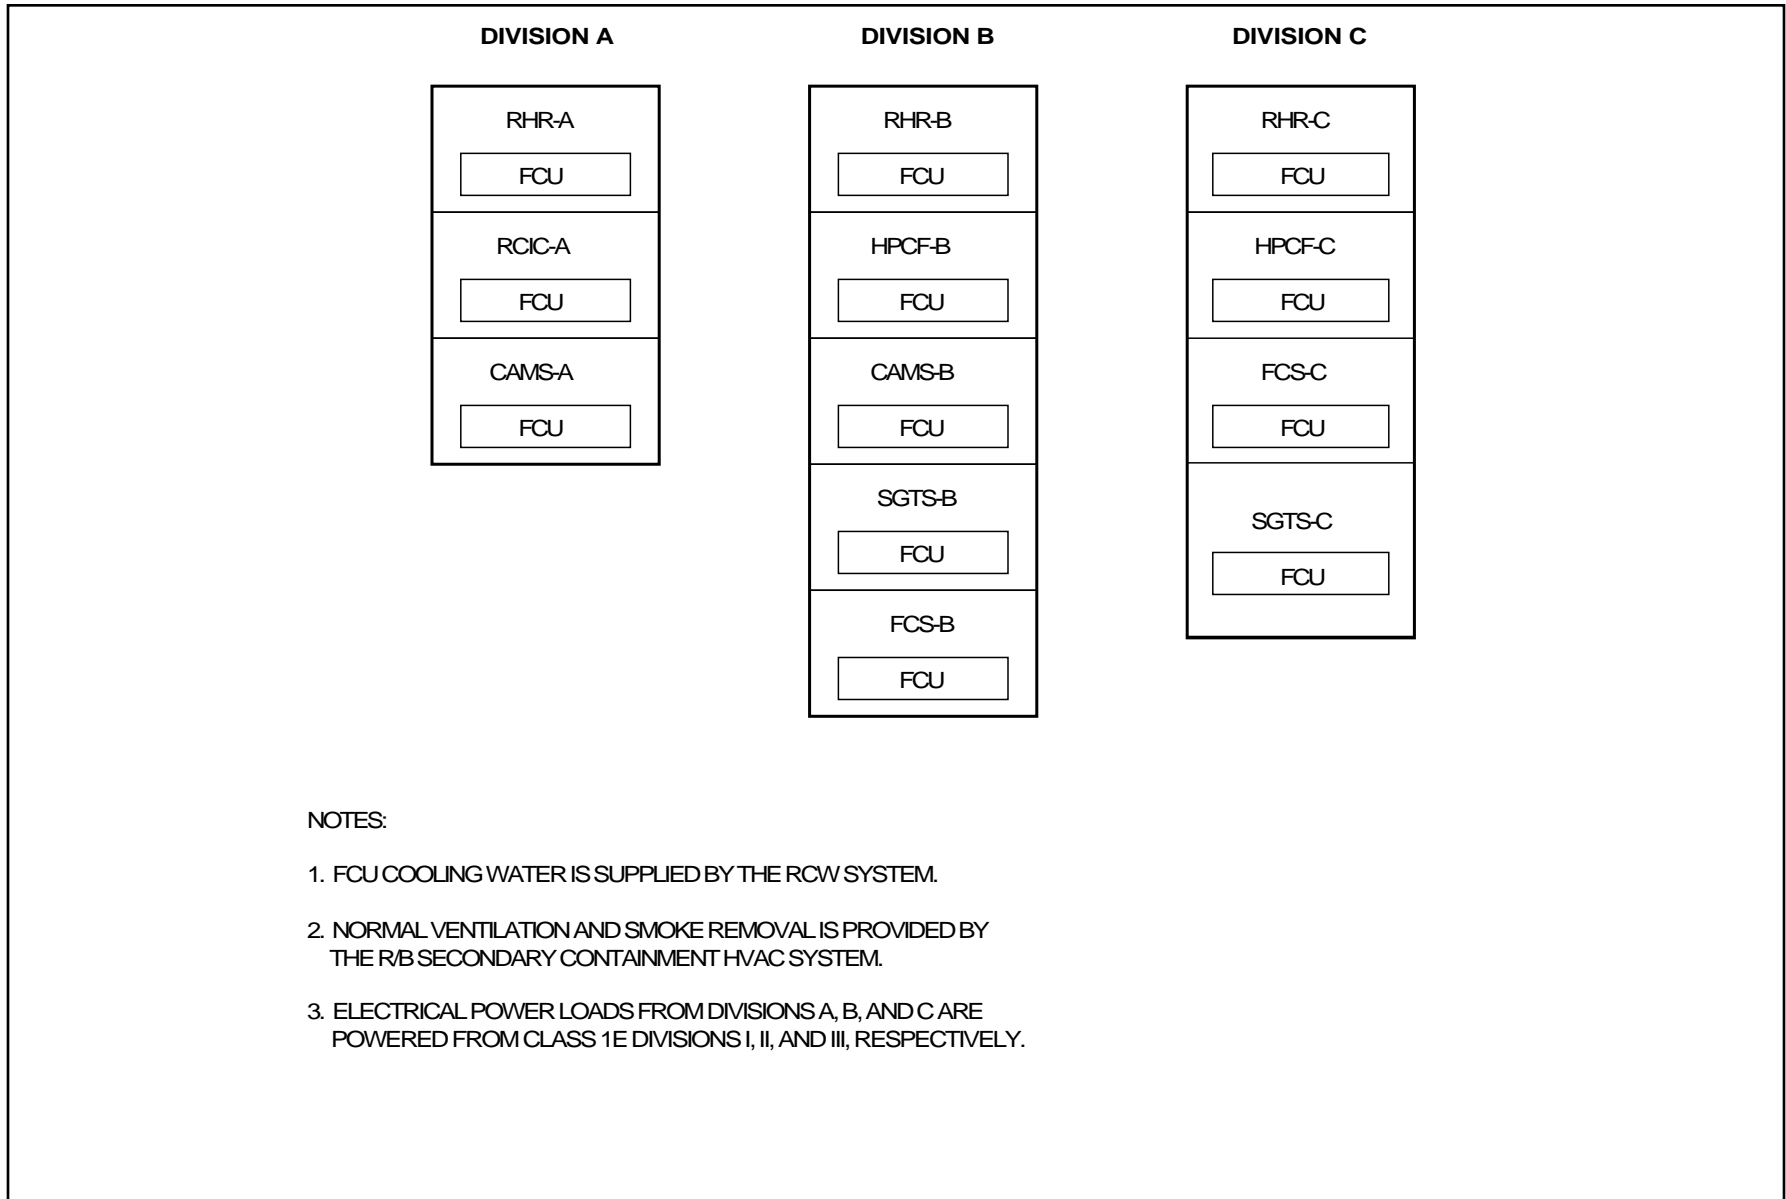 DIVISION A
RHR-A
FCU
RCIC-A
FCU
CAMS-A
FCU
DIVISION B
RHR-B
FCU
HPCF-B
FCU
CAMS-B
FCU
SGTS-B
FCU
FCS-B
FCU
DIVISION C
RHR-C
FCU
HPCF-C
FCU
FCS-C
FCU
SGTS-C
FCU
NOTES:
1. FCU COOLING WATER IS SUPPLIED BY THE RCW SYSTEM.
2. NORMAL VENTILATION AND SMOKE REMOVAL IS PROVIDED BY
THE R/B SECONDARY CONTAINMENT HVAC SYSTEM.
3. ELECTRICAL POWER LOADS FROM DIVISIONS A, B, AND C ARE
POWERED FROM CLASS 1E DIVISIONS I, II, AND III, RESPECTIVELY.